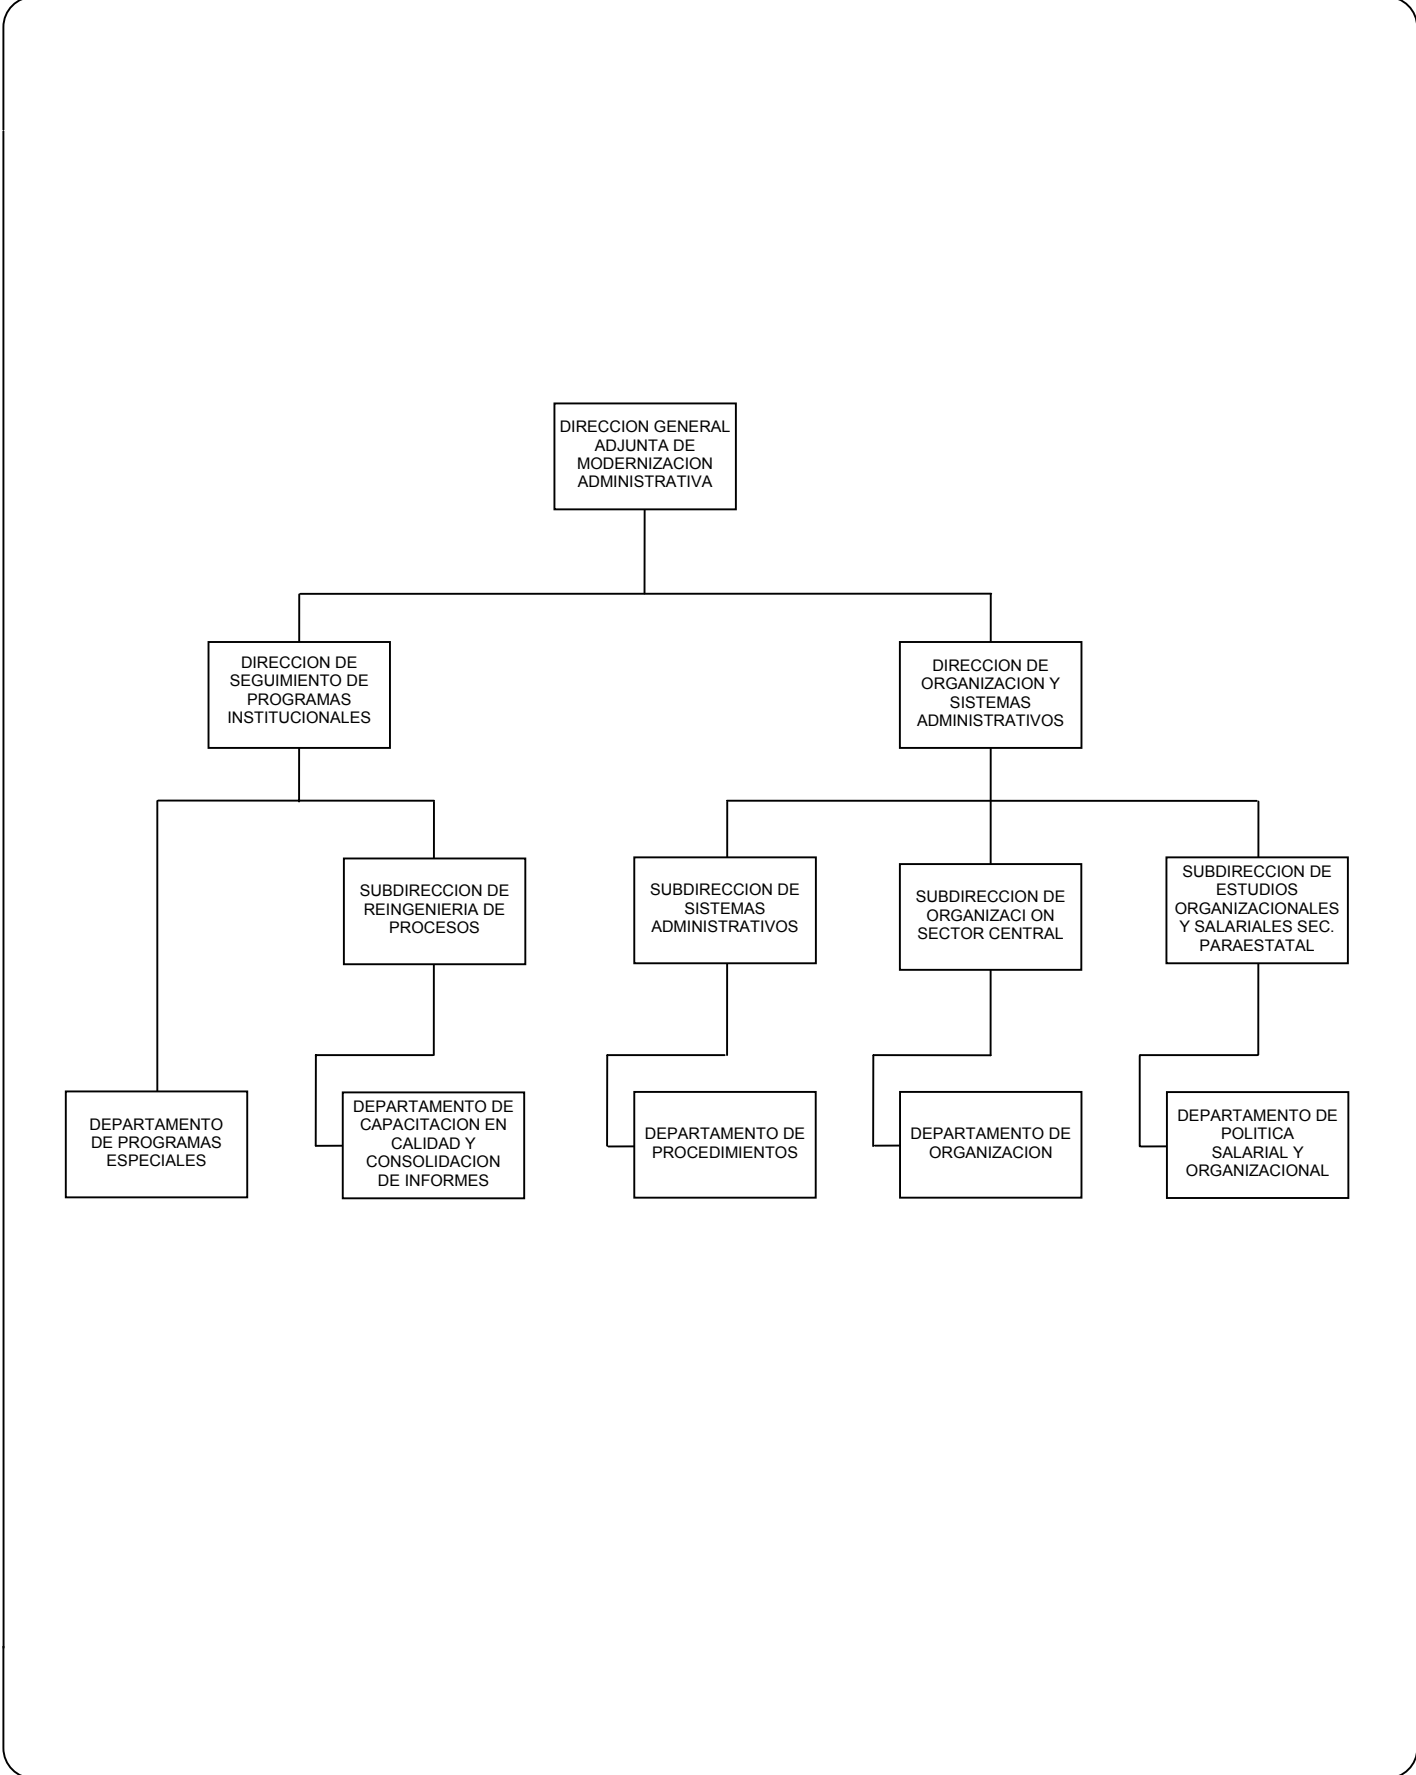 DIRECCION GENERAL
ADJUNTA DE
MODERNIZACION
ADMINISTRATIVA
DIRECCION DE
SEGUIMIENTO DE
PROGRAMAS
INSTITUCIONALES
DIRECCION DE
ORGANIZACION Y
SISTEMAS
ADMINISTRATIVOS
SUBDIRECCION DE
REINGENIERIA DE
PROCESOS
SUBDIRECCION DE
SISTEMAS
ADMINISTRATIVOS
SUBDIRECCION DE
ORGANIZACI ON
SECTOR CENTRAL
SUBDIRECCION DE
ESTUDIOS
ORGANIZACIONALES
Y SALARIALES SEC.
PARAESTATAL
DEPARTAMENTO
DE PROGRAMAS
ESPECIALES
DEPARTAMENTO DE
CAPACITACION EN
CALIDAD Y
CONSOLIDACION
DE INFORMES
DEPARTAMENTO DE
PROCEDIMIENTOS
DEPARTAMENTO DE
ORGANIZACION
DEPARTAMENTO DE
POLITICA
SALARIAL Y
ORGANIZACIONAL